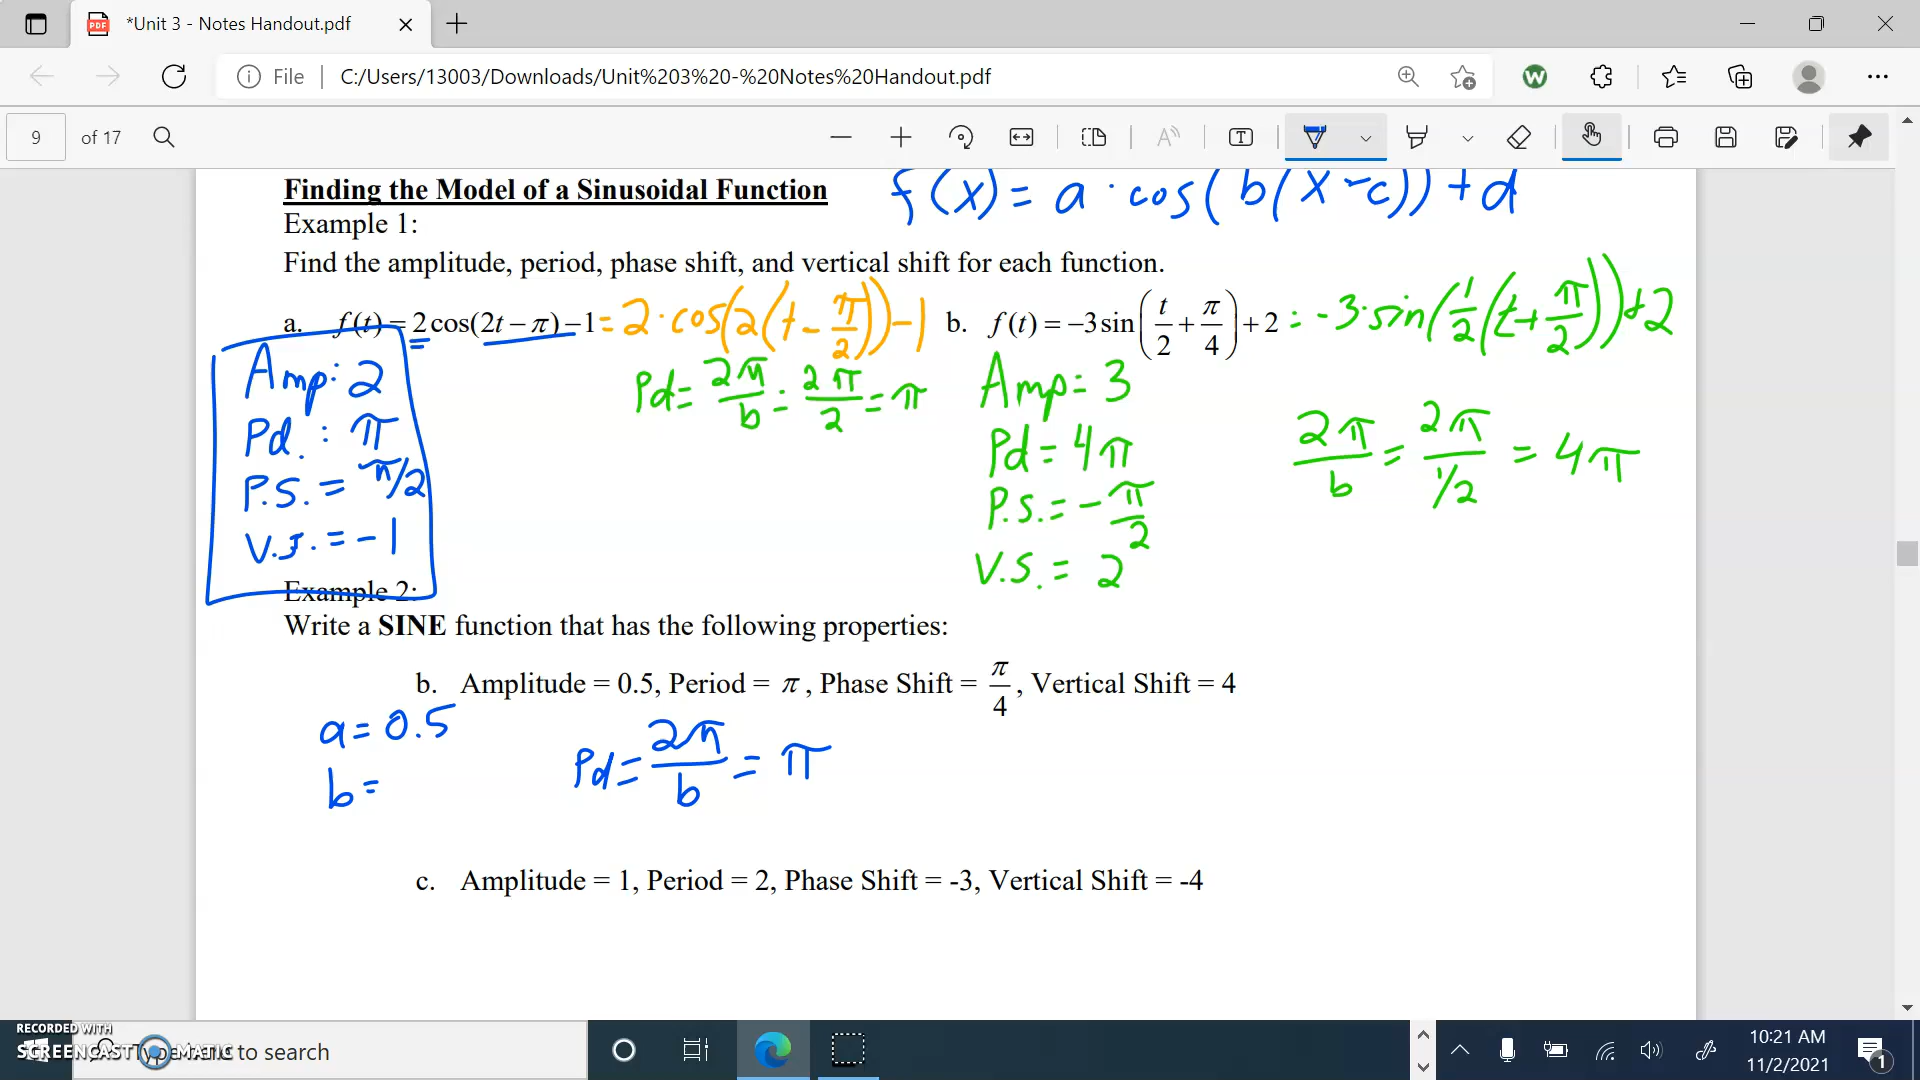 *Unit 3 - Notes Handout.pdf
File | C:/Users/13003/Downloads/Unit%203%20-%20Notes%20Handout.pdf
9 of 17
Finding the Model of a Sinusoidal Function
f(x) = a · cos(b(x-c)) + d
Example 1:
Find the amplitude, period, phase shift, and vertical shift for each function.
a. f(t) = 2cos(2t − π) − 1 = 2·cos(2(t − π/2)) − 1
Pd = 2π/b = 2π/2 = π
Amp: 2
Pd. : π
P.S. = π/2
V.S. = -1
b. f(t) = −3sin(t/2 + π/4) + 2 = -3·sin(1/2(t + π/2)) + 2
Amp = 3
Pd = 4π
P.S. = -π/2
V.S. = 2
2π/b = 2π/1/2 = 4π
Example 2:
Write a SINE function that has the following properties:
b. Amplitude = 0.5, Period = π, Phase Shift = π/4, Vertical Shift = 4
a = 0.5
b =
Pd = 2π/b = π
c. Amplitude = 1, Period = 2, Phase Shift = -3, Vertical Shift = -4
RECORDED WITH
SCREENCAST MATIC
Type here to search
10:21 AM
11/2/2021
1